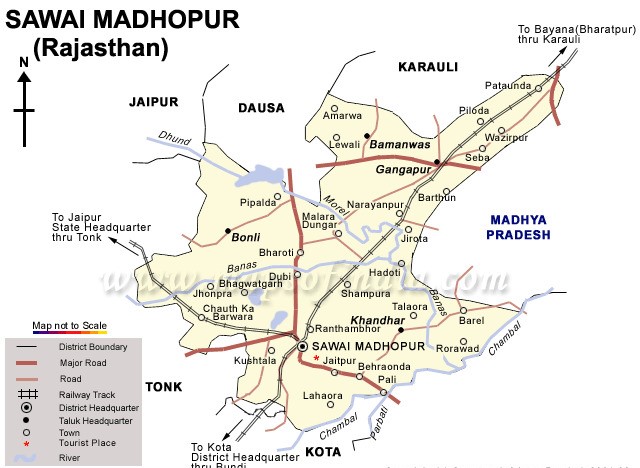 SAWAI MADHOPUR
(Rajasthan)
To Bayana(Bharatpur)
thru Karauli
N
KARAULI
JAIPUR
DAUSA
Pataunda
Amarwa
Piloda
Dhund
Lewali
Bamanwas
Wazirpur
Seba
Gangapur
Pipalda
Morel
Narayanpur
Barthun
Malara
Dungar
To Jaipur
State Headquarter
thru Tonk
MADHYA
PRADESH
Bonli
Jirota
Bharoti
Banas
Hadoti
www.mapsofindia.com
Dubi
Bhagwatgarh
Jhonpra
Shampura
Banas
Chauth Ka
Barwara
Talaora
Barel
Khandhar
Chambal
Ranthambhor
SAWAI MADHOPUR
Rorawad
Kushtala
Jaitpur
Behraonda
Pali
TONK
Lahaora
Chambal
Parbati
KOTA
To Kota
District Headquarter
thru Bundi
Map not to Scale
District Boundary
Major Road
Road
Railway Track
District Headquarter
Taluk Headquarter
Town
Tourist Place
River